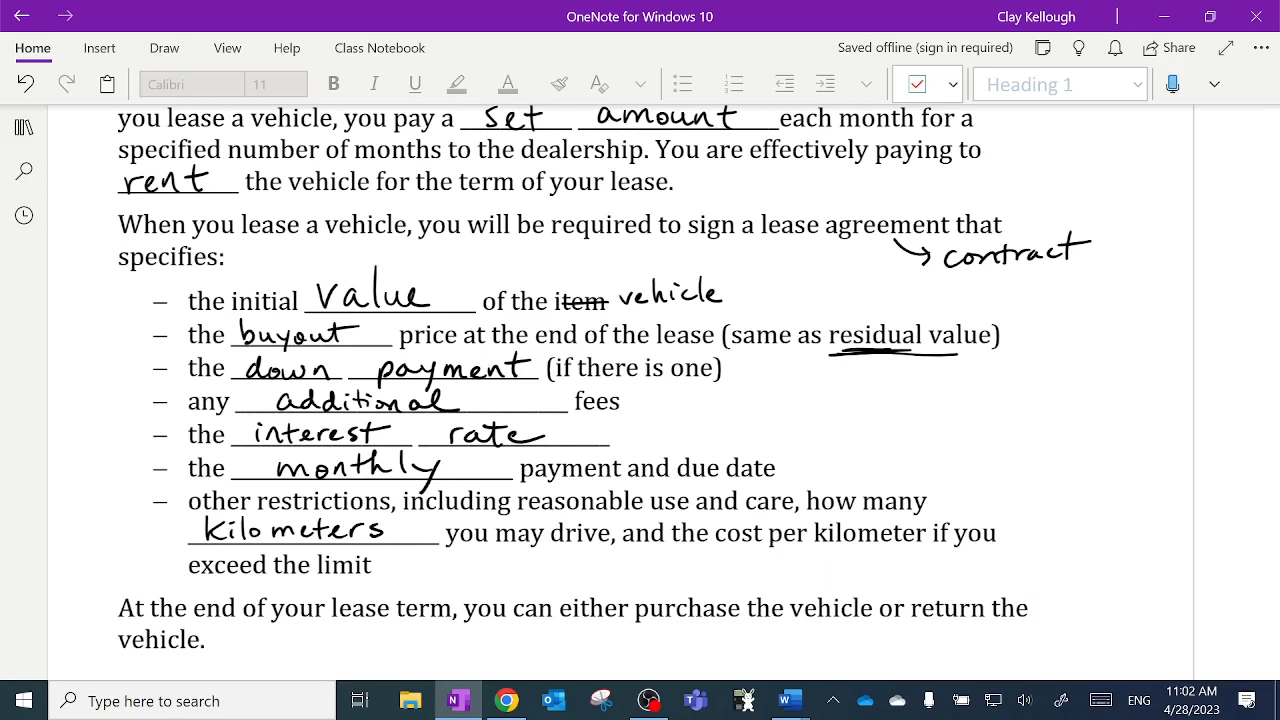 OneNote for Windows 10
Clay Kellough
Home Insert Draw View Help Class Notebook
Saved offline (sign in required)
Share
Calibri 11 B I U A
Heading 1
you lease a vehicle, you pay a set amount each month for a
specified number of months to the dealership. You are effectively paying to
rent the vehicle for the term of your lease.
When you lease a vehicle, you will be required to sign a lease agreement that
specifies:
contract
– the initial value of the item vehicle
– the buyout price at the end of the lease (same as residual value)
– the down payment (if there is one)
– any additional fees
– the interest rate
– the monthly payment and due date
– other restrictions, including reasonable use and care, how many
kilometers you may drive, and the cost per kilometer if you
exceed the limit
At the end of your lease term, you can either purchase the vehicle or return the
vehicle.
Type here to search
ENG
11:02 AM
4/28/2023